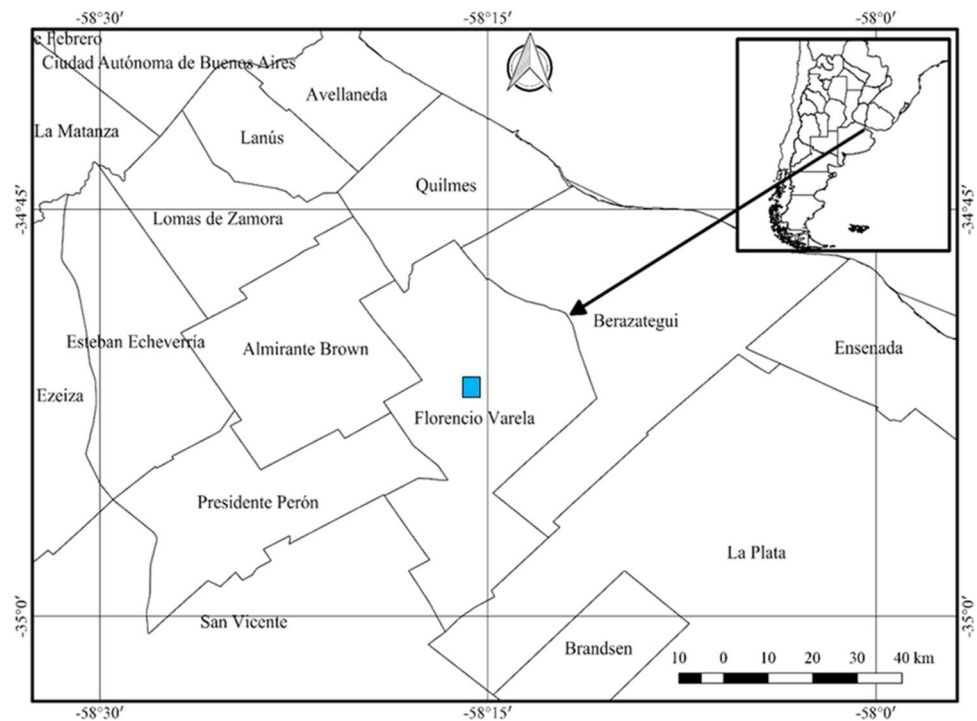 -58°30′
-58°15′
-58°0′
e Febrero
Ciudad Autónoma de Buenos Aires
Avellaneda
La Matanza
Lanús
Quilmes
-34°45′
-34°45′
Lomas de Zamora
Berazategui
Esteban Echeverría
Almirante Brown
Ensenada
Ezeiza
Florencio Varela
Presidente Perón
La Plata
San Vicente
-35°0′
-35°0′
Brandsen
10 0 10 20 30 40 km
-58°30′
-58°15′
-58°0′